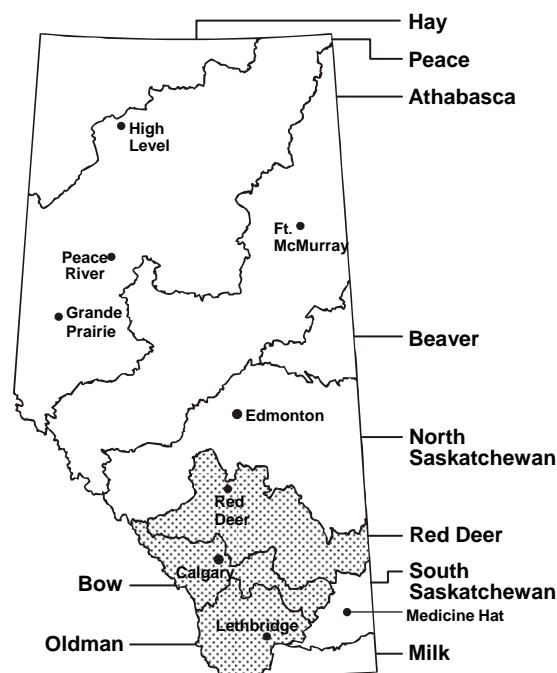 Hay
Peace
Athabasca
High
Level
Ft.
McMurray
Peace
River
Grande
Prairie
Beaver
Edmonton
North
Saskatchewan
Red
Deer
Red Deer
Calgary
South
Saskatchewan
Bow
Medicine Hat
Lethbridge
Oldman
Milk